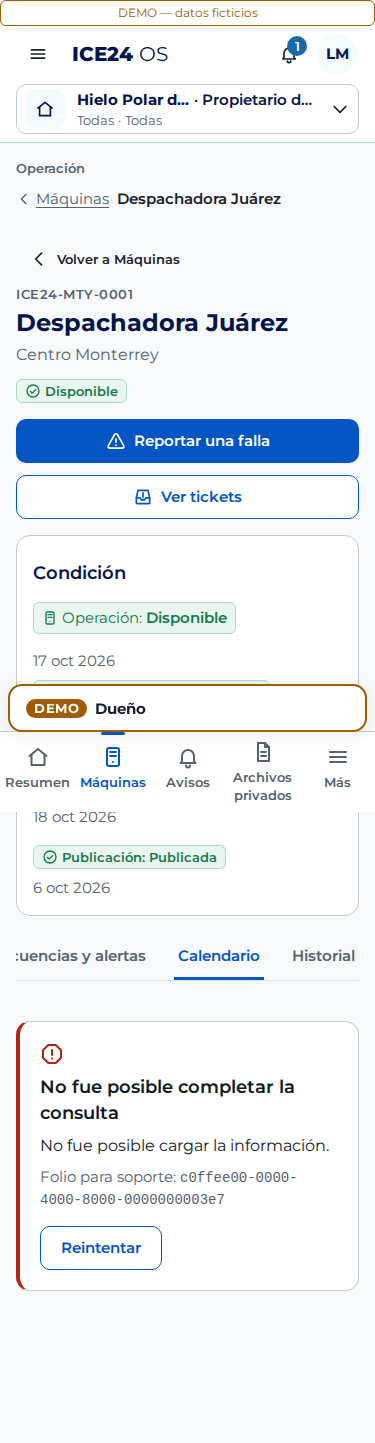 DEMO — datos ficticios
ICE24 OS
1
LM
Hielo Polar d... · Propietario d...
Todas · Todas
Operación
Máquinas Despachadora Juárez
Volver a Máquinas
ICE24-MTY-0001
Despachadora Juárez
Centro Monterrey
Disponible
Reportar una falla
Ver tickets
Condición
Operación: Disponible
17 oct 2026
DEMO Dueño
Resumen
Máquinas
Avisos
Archivos privados
Más
18 oct 2026
Publicación: Publicada
6 oct 2026
cuencias y alertas Calendario Historial
No fue posible completar la
consulta
No fue posible cargar la información.
Folio para soporte: c0ffee00-0000-
4000-8000-0000000003e7
Reintentar